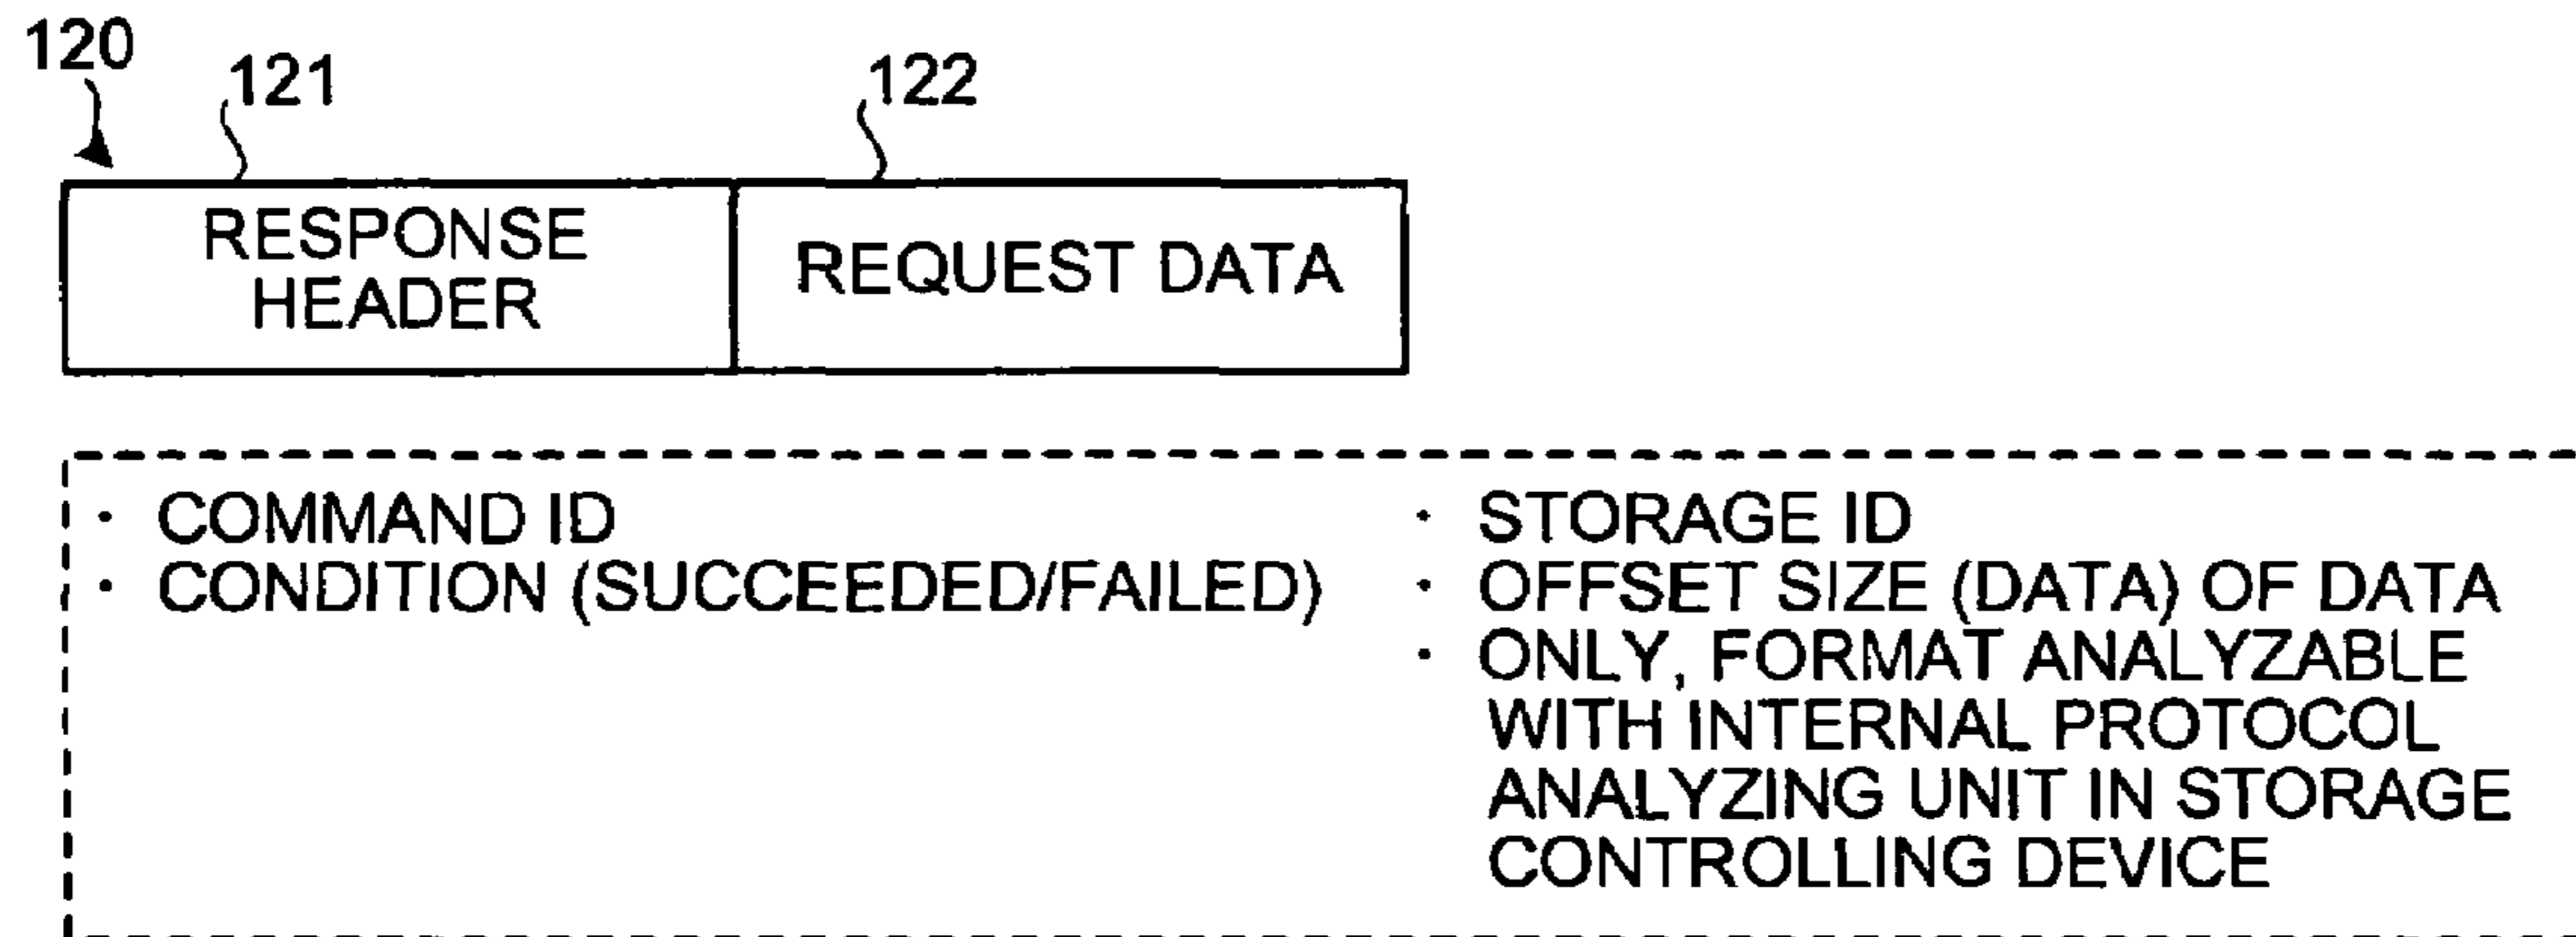 120
121
122
RESPONSE
HEADER
REQUEST DATA
· COMMAND ID
· CONDITION (SUCCEEDED/FAILED)
· STORAGE ID
· OFFSET SIZE (DATA) OF DATA
· ONLY, FORMAT ANALYZABLE
WITH INTERNAL PROTOCOL
ANALYZING UNIT IN STORAGE
CONTROLLING DEVICE